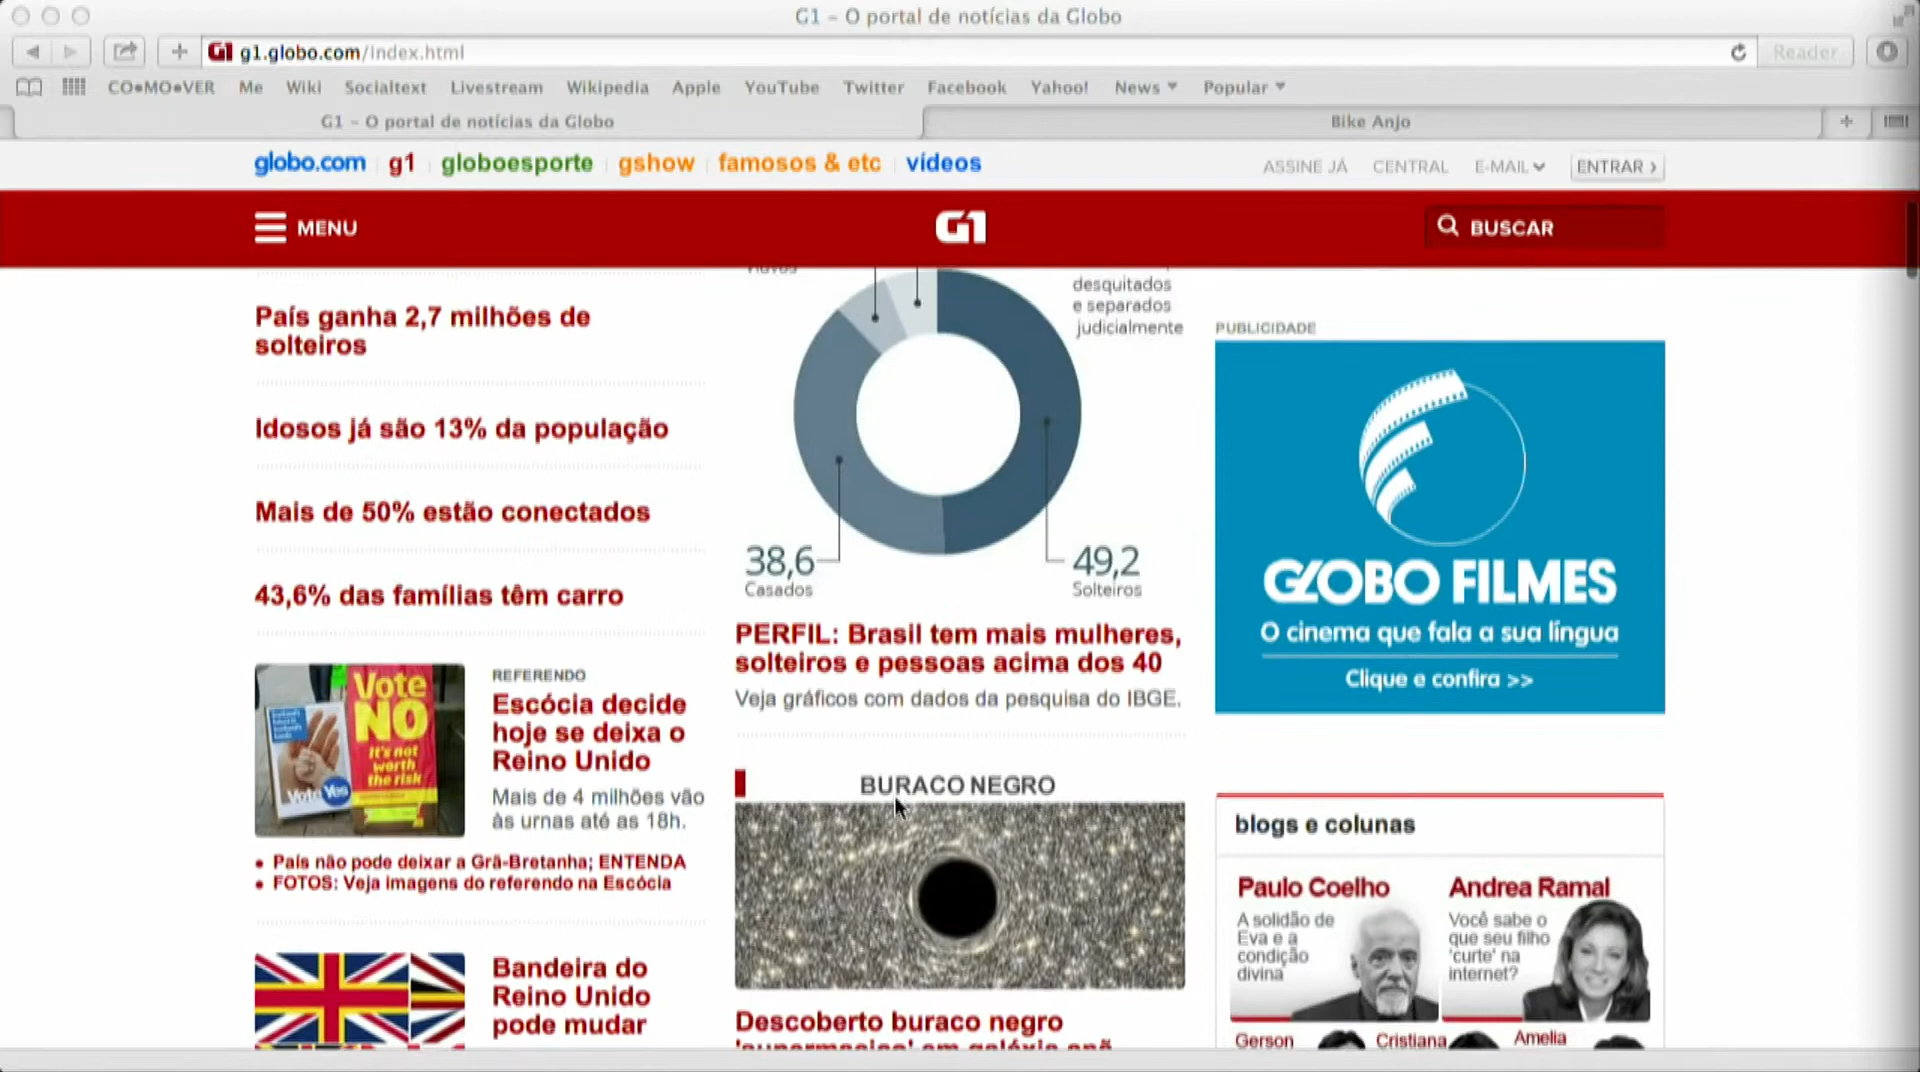 G1 – O portal de notícias da Globo
g1.globo.com/index.html
Reader
CO•MO•VER Me Wiki Socialtext Livestream Wikipedia Apple YouTube Twitter Facebook Yahoo! News Popular
G1 – O portal de notícias da Globo
Bike Anjo
globo.com g1 globoesporte gshow famosos & etc vídeos
ASSINE JÁ CENTRAL E-MAIL ENTRAR ›
MENU
G1
BUSCAR
País ganha 2,7 milhões de
solteiros
Idosos já são 13% da população
Mais de 50% estão conectados
43,6% das famílias têm carro
Vote
NO
It's not
worth
the risk
Vote Yes
REFERENDO
Escócia decide
hoje se deixa o
Reino Unido
Mais de 4 milhões vão
às urnas até as 18h.
• País não pode deixar a Grã-Bretanha; ENTENDA
• FOTOS: Veja imagens do referendo na Escócia
Bandeira do
Reino Unido
pode mudar
desquitados
e separados
judicialmente
38,6
Casados
49,2
Solteiros
PERFIL: Brasil tem mais mulheres,
solteiros e pessoas acima dos 40
Veja gráficos com dados da pesquisa do IBGE.
BURACO NEGRO
Descoberto buraco negro
'supermacico' em galáxia anã
PUBLICIDADE
GLOBO FILMES
O cinema que fala a sua língua
Clique e confira >>
blogs e colunas
Paulo Coelho
A solidão de
Eva e a
condição
divina
Andrea Ramal
Você sabe o
que seu filho
'curte' na
internet?
Gerson
Cristiana
Amelia